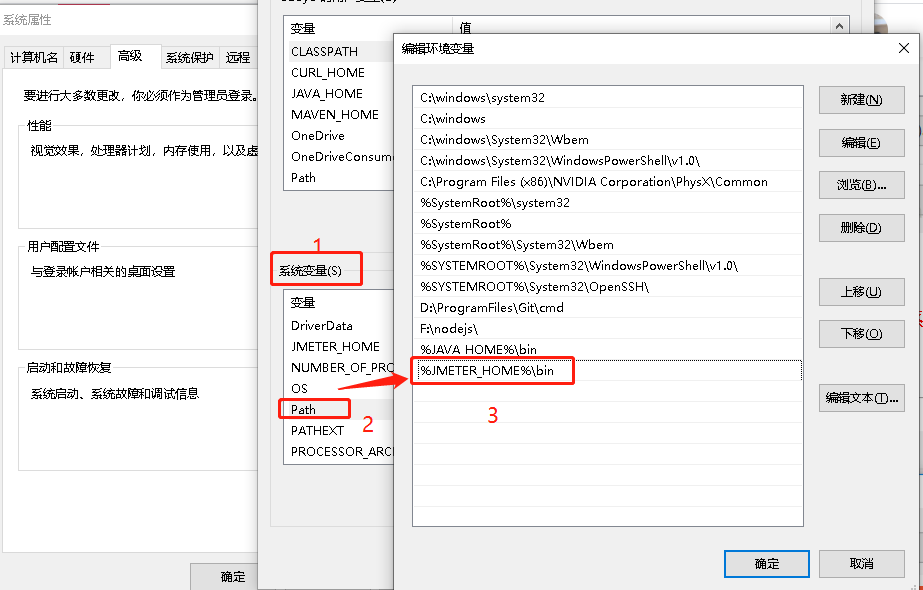 系统属性
计算机名
硬件
高级
系统保护
远程
要进行大多数更改，你必须作为管理员登录。
性能
视觉效果，处理器计划，内存使用，以及虚
用户配置文件
与登录帐户相关的桌面设置
启动和故障恢复
系统启动、系统故障和调试信息
确定
变量
值
CLASSPATH
CURL_HOME
JAVA_HOME
MAVEN_HOME
OneDrive
OneDriveConsum
Path
1
系统变量(S)
变量
DriverData
JMETER_HOME
NUMBER_OF_PRO
OS
Path
PATHEXT
PROCESSOR_ARCI
2
编辑环境变量
C:\windows\system32
C:\windows
C:\windows\System32\Wbem
C:\windows\System32\WindowsPowerShell\v1.0\
C:\Program Files (x86)\NVIDIA Corporation\PhysX\Common
%SystemRoot%\system32
%SystemRoot%
%SystemRoot%\System32\Wbem
%SYSTEMROOT%\System32\WindowsPowerShell\v1.0\
%SYSTEMROOT%\System32\OpenSSH\
D:\ProgramFiles\Git\cmd
F:\nodejs\
%JAVA_HOME%\bin
%JMETER_HOME%\bin
3
新建(N)
编辑(E)
浏览(B)...
删除(D)
上移(U)
下移(O)
编辑文本(T)...
确定
取消